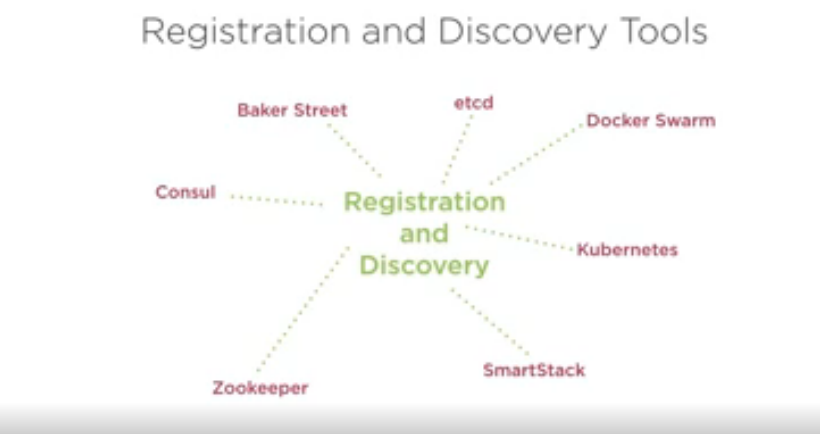 Registration and Discovery Tools
Baker Street
etcd
Docker Swarm
Consul
Registration
and
Discovery
Kubernetes
SmartStack
Zookeeper